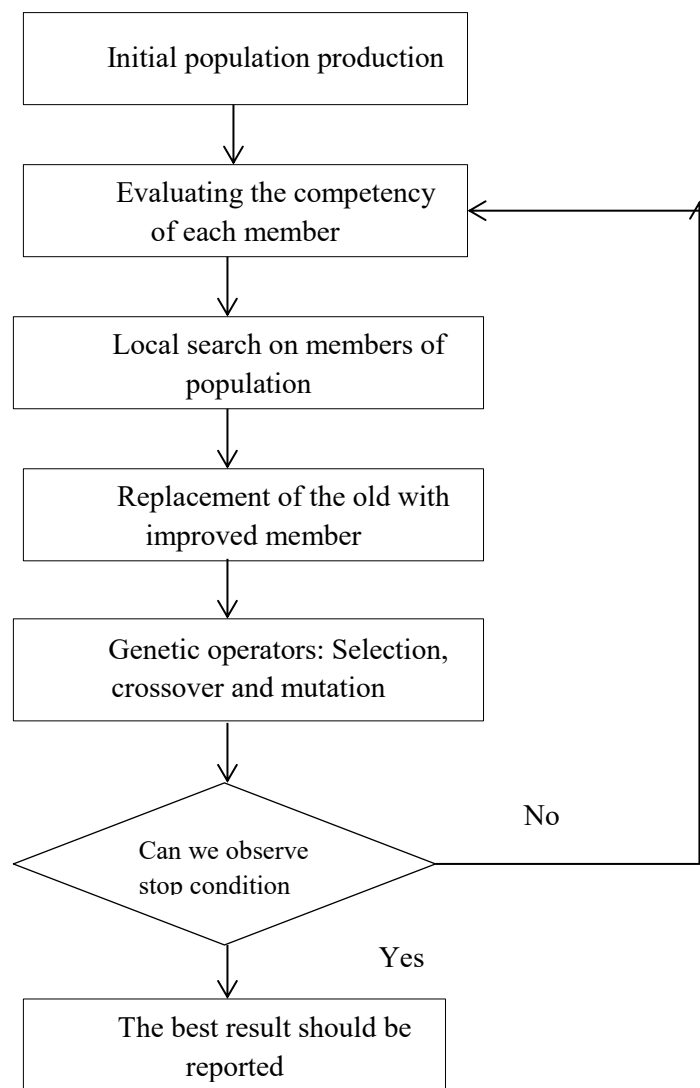 Initial population production
Evaluating the competency
of each member
Local search on members of
population
Replacement of the old with
improved member
Genetic operators: Selection,
crossover and mutation
No
Can we observe
stop condition
Yes
The best result should be
reported